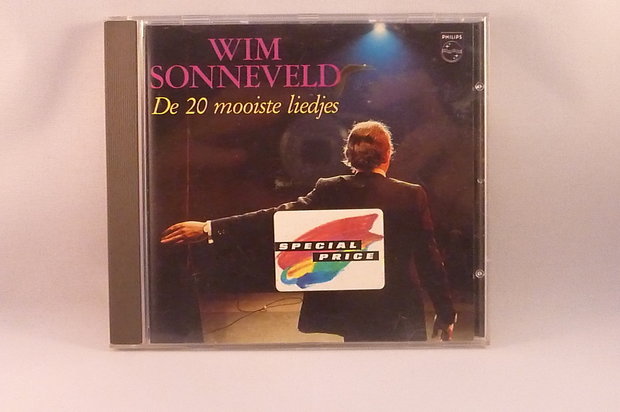 WIM
SONNEVELD
De 20 mooiste liedjes
PHILIPS
SPECIAL
PRICE